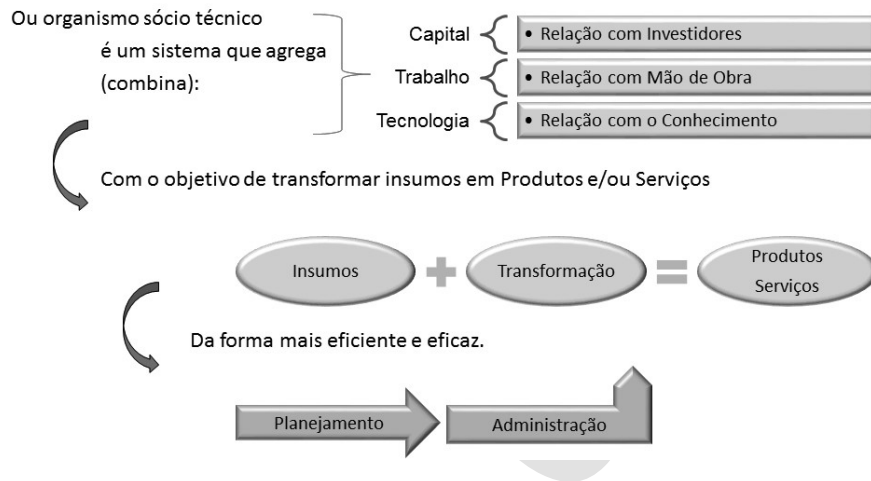 Ou organismo sócio técnico
é um sistema que agrega
(combina):
Capital
• Relação com Investidores
Trabalho
• Relação com Mão de Obra
Tecnologia
• Relação com o Conhecimento
Com o objetivo de transformar insumos em Produtos e/ou Serviços
Insumos
+
Transformação
=
Produtos
Serviços
Da forma mais eficiente e eficaz.
Planejamento
Administração